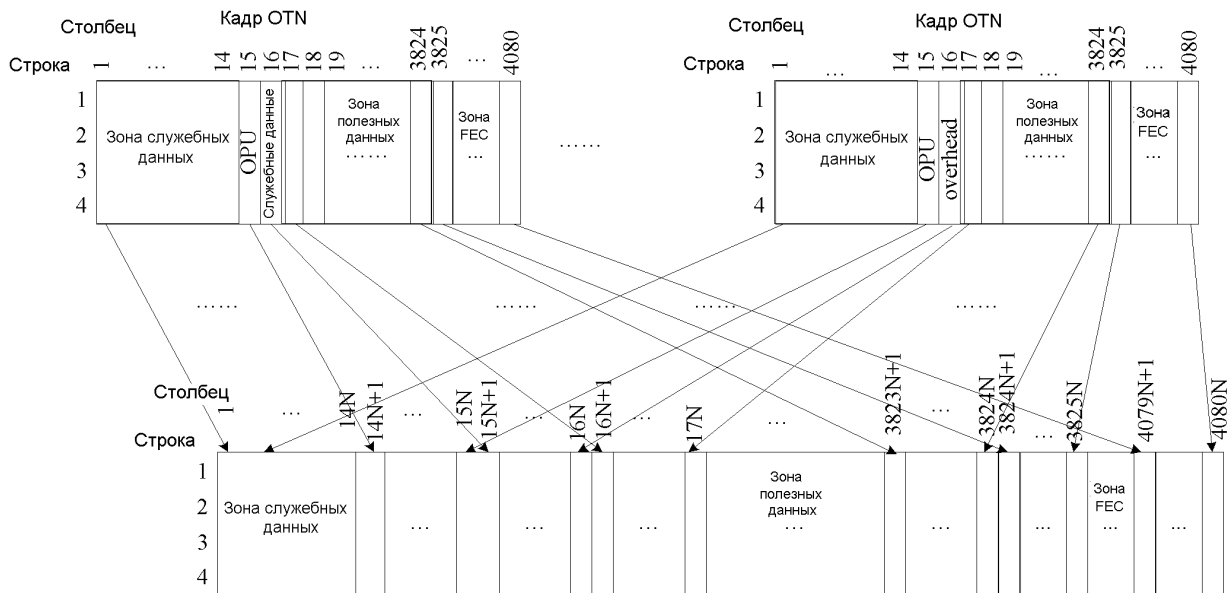 Столбец
Кадр OTN
Строка
1
...
14
15
16
17
18
19
...
3824
3825
...
4080
1
2
3
4
Зона служебных
данных
OPU
Служебные данные
Зона
полезных
данных
......
Зона
FEC
...
......
Столбец
Кадр OTN
Строка
1
...
14
15
16
17
18
19
...
3824
3825
...
4080
1
2
3
4
Зона служебных
данных
OPU
overhead
Зона
полезных
данных
......
Зона
FEC
...
......
......
......
......
Столбец
Строка
1
...
14N
14N+1
...
15N
15N+1
...
16N
16N+1
...
17N
...
3823N+1
...
3824N
3824N+1
...
3825N
4079N+1
4080N
1
2
3
4
Зона служебных
данных
...
...
...
Зона
полезных
данных
...
...
...
Зона
FEC
...
...